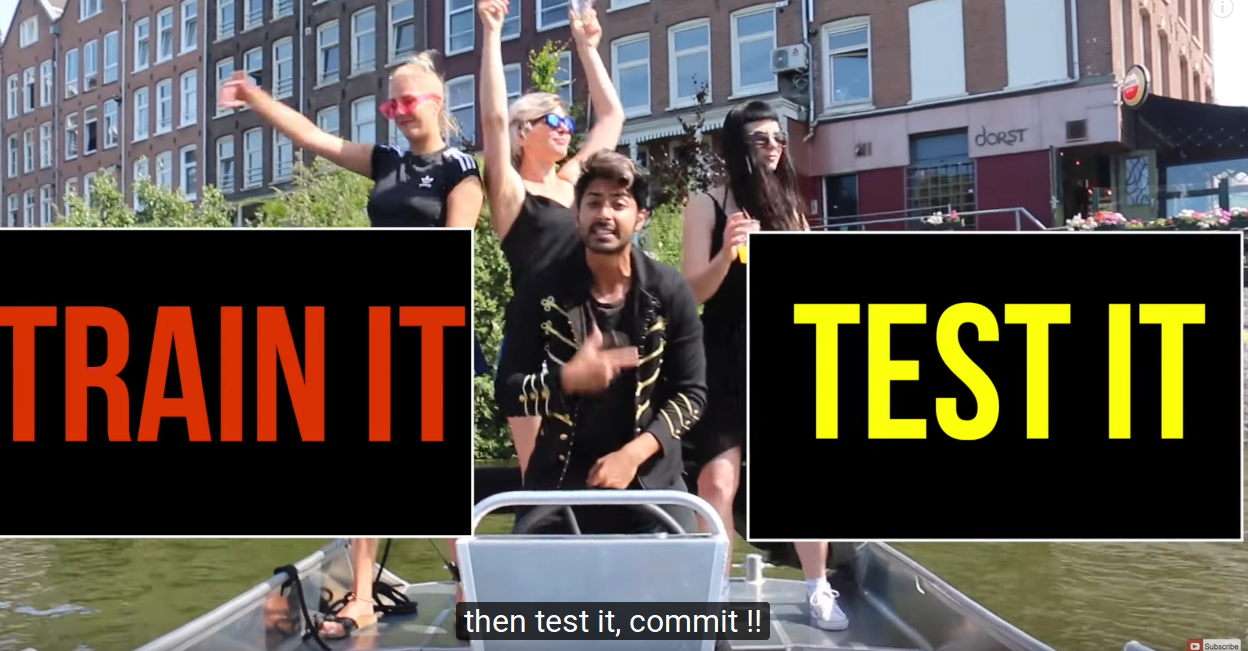 dORST
TRAIN IT
TEST IT
then test it, commit !!
Subscribe